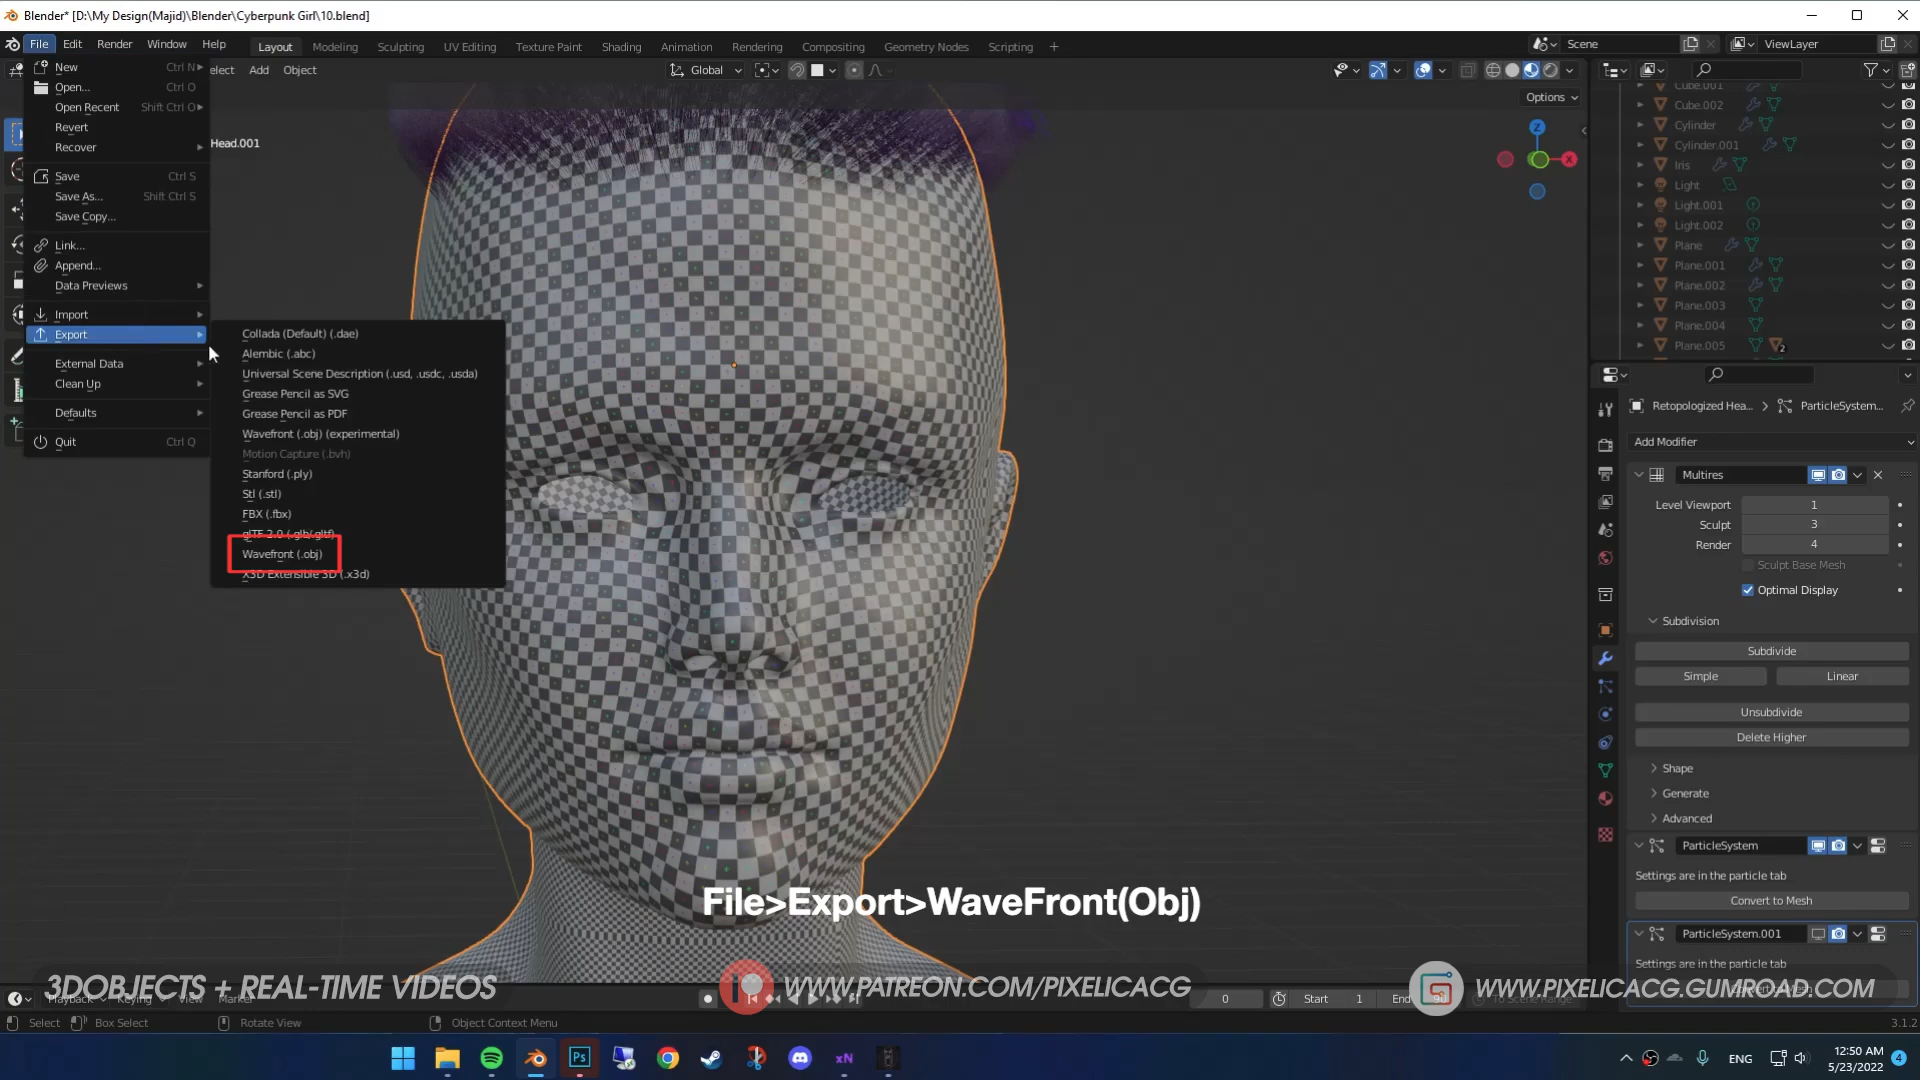 Blender* [D:\My Design(Majid)\Blender\Cyberpunk Girl\10.blend]
File Edit Render Window Help Layout Modeling Sculpting UV Editing Texture Paint Shading Animation Rendering Compositing Geometry Nodes Scripting + Scene ViewLayer
elect Add Object Global
Options
New Ctrl N
Open... Ctrl O
Open Recent Shift Ctrl O
Revert
Recover
Save Ctrl S
Save As... Shift Ctrl S
Save Copy...
Link...
Append...
Data Previews
Import
Export
External Data
Clean Up
Defaults
Quit Ctrl Q
Head.001
Collada (Default) (.dae)
Alembic (.abc)
Universal Scene Description (.usd, .usdc, .usda)
Grease Pencil as SVG
Grease Pencil as PDF
Wavefront (.obj) (experimental)
Motion Capture (.bvh)
Stanford (.ply)
Stl (.stl)
FBX (.fbx)
glTF 2.0 (.glb/.gltf)
Wavefront (.obj)
X3D Extensible 3D (.x3d)
Z
X
Cube.001
Cube.002
Cylinder
Cylinder.001
Iris
Light
Light.001
Light.002
Plane
Plane.001
Plane.002
Plane.003
Plane.004
Plane.005 2
Retopologized Hea... ParticleSystem...
Add Modifier
Multires
Level Viewport 1
Sculpt 3
Render 4
Sculpt Base Mesh
Optimal Display
Subdivision
Subdivide
Simple Linear
Unsubdivide
Delete Higher
Shape
Generate
Advanced
ParticleSystem
Settings are in the particle tab
Convert to Mesh
ParticleSystem.001
Settings are in the particle tab
File>Export>WaveFront(Obj)
3DOBJECTS + REAL-TIME VIDEOS WWW.PATREON.COM/PIXELICACG WWW.PIXELICACG.GUMROAD.COM
Playback Keying View Marker 0 Start 1 End
Select Box Select Rotate View Object Context Menu 3.1.2
Ps xN ENG 12:50 AM 4
5/23/2022